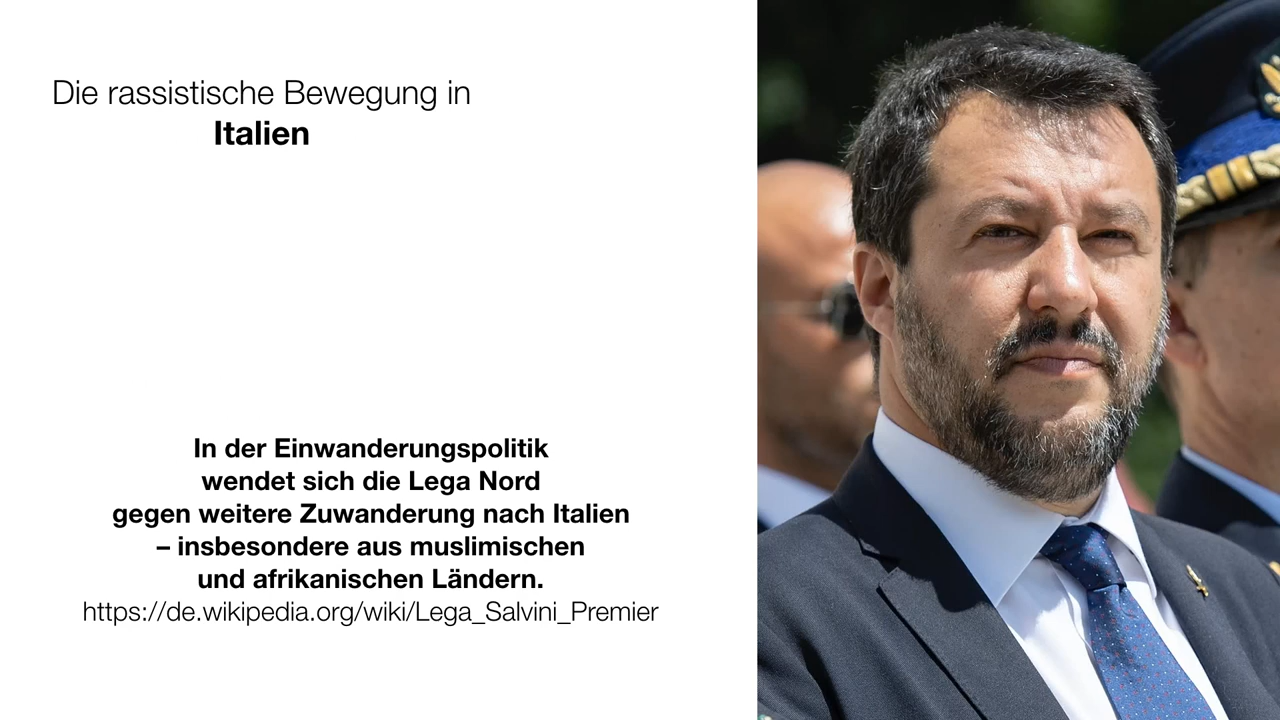 Die rassistische Bewegung in
Italien
In der Einwanderungspolitik
wendet sich die Lega Nord
gegen weitere Zuwanderung nach Italien
– insbesondere aus muslimischen
und afrikanischen Ländern.
https://de.wikipedia.org/wiki/Lega_Salvini_Premier